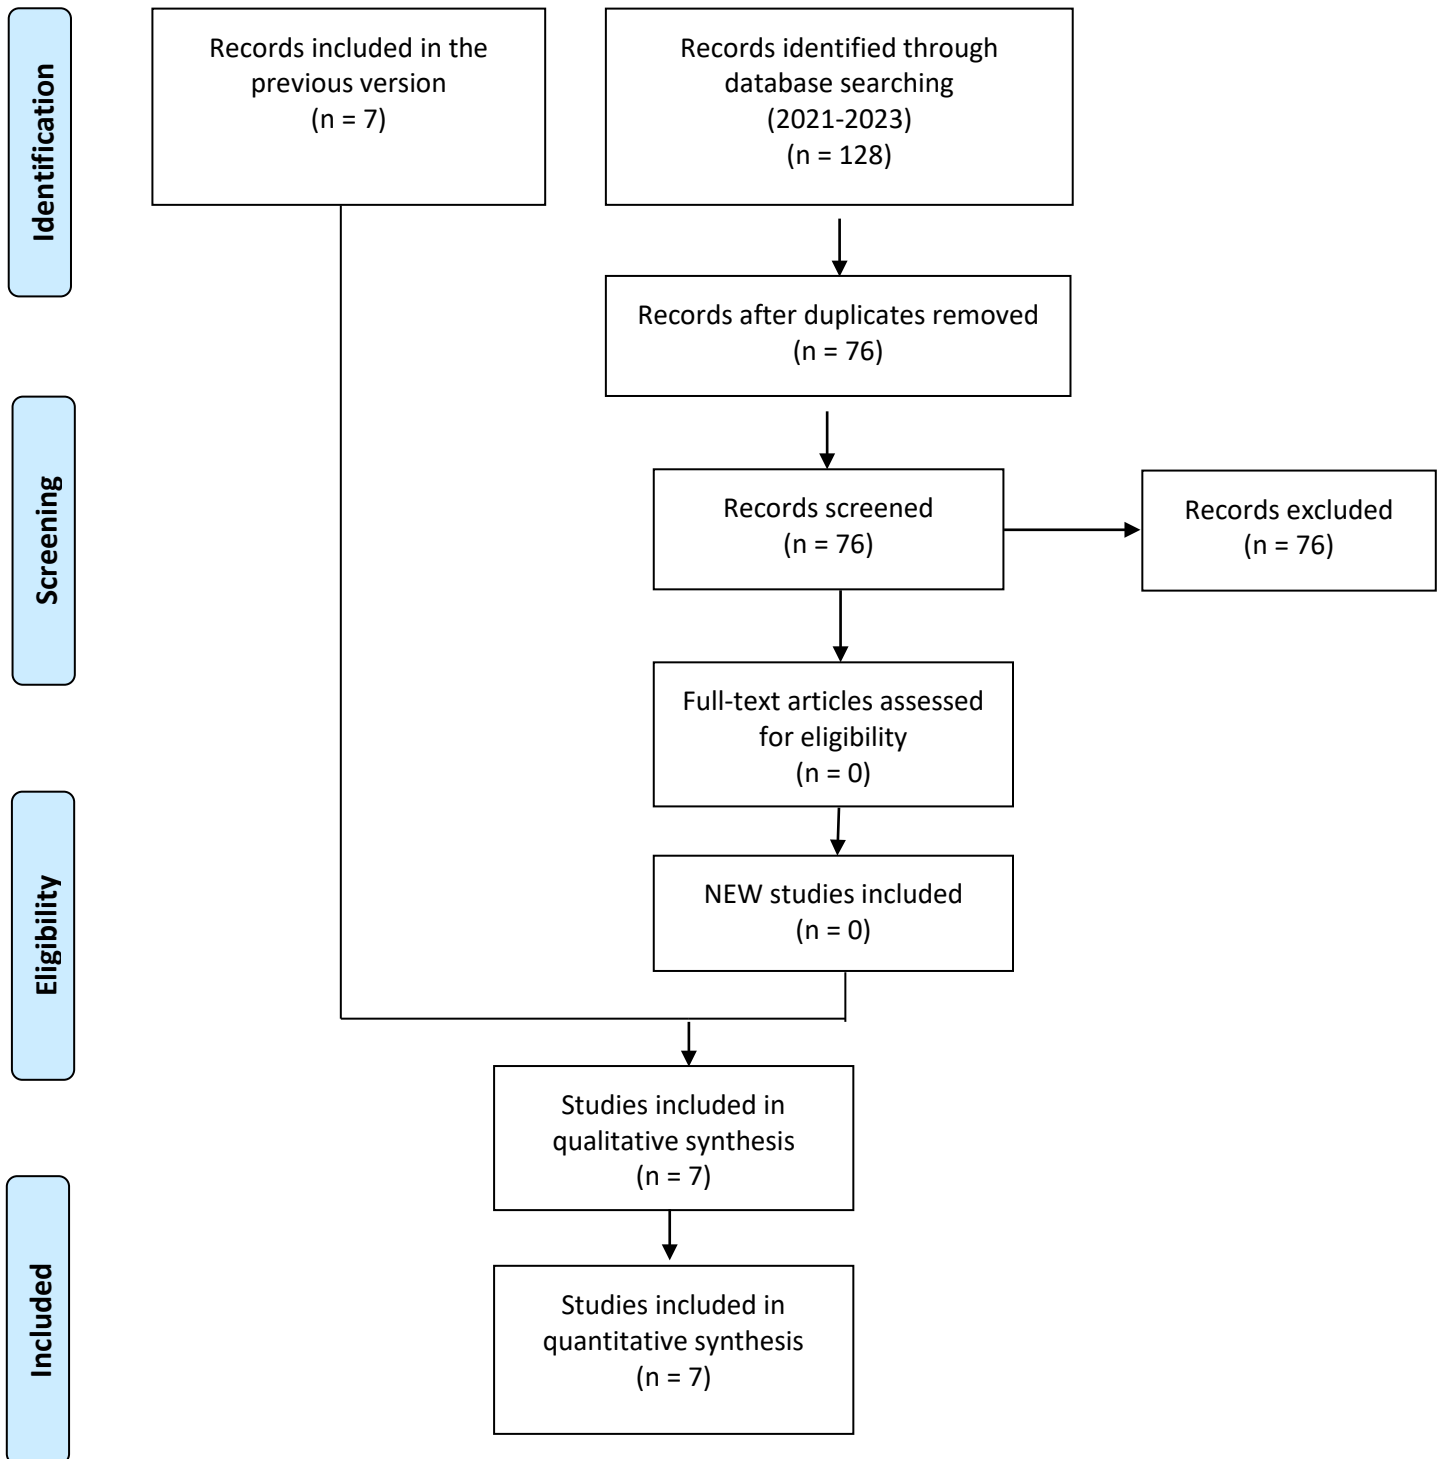 Identification
Records included in the
previous version
(n = 7)
Records identified through
database searching
(2021-2023)
(n = 128)
Records after duplicates removed
(n = 76)
Screening
Records screened
(n = 76)
Records excluded
(n = 76)
Full-text articles assessed
for eligibility
(n = 0)
Eligibility
NEW studies included
(n = 0)
Studies included in
qualitative synthesis
(n = 7)
Included
Studies included in
quantitative synthesis
(n = 7)